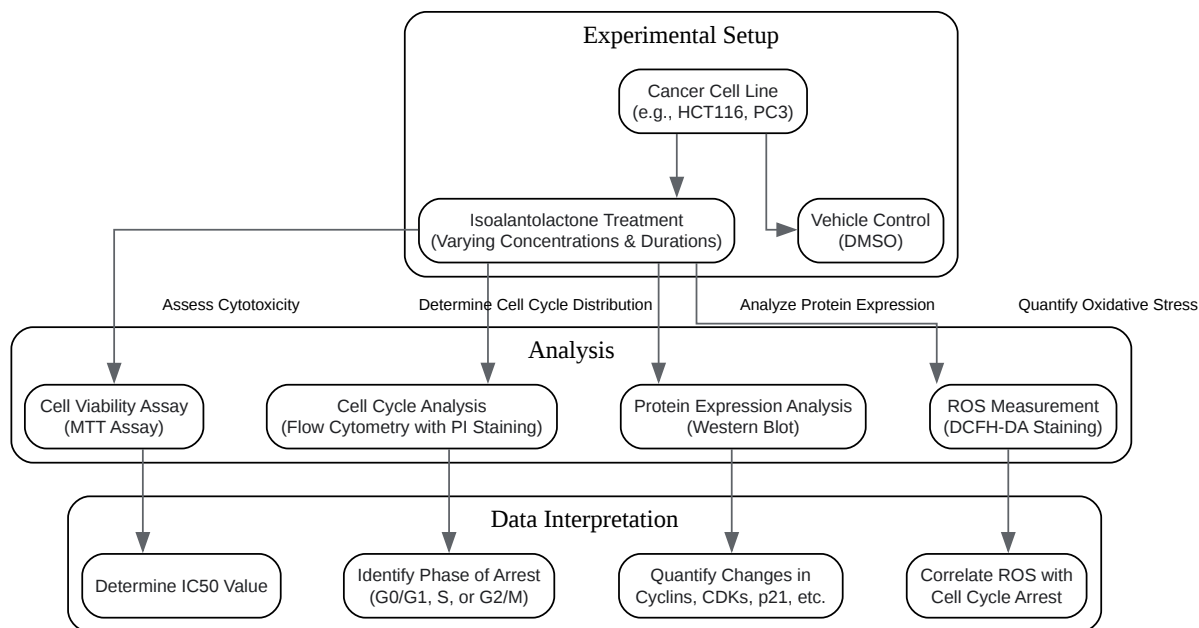 Experimental Setup
Cancer Cell Line
(e.g., HCT116, PC3)
Isoalantolactone Treatment
(Varying Concentrations & Durations)
Vehicle Control
(DMSO)
Assess Cytotoxicity
Determine Cell Cycle Distribution
Analyze Protein Expression
Quantify Oxidative Stress
Analysis
Cell Viability Assay
(MTT Assay)
Cell Cycle Analysis
(Flow Cytometry with PI Staining)
Protein Expression Analysis
(Western Blot)
ROS Measurement
(DCFH-DA Staining)
Data Interpretation
Determine IC50 Value
Identify Phase of Arrest
(G0/G1, S, or G2/M)
Quantify Changes in
Cyclins, CDKs, p21, etc.
Correlate ROS with
Cell Cycle Arrest